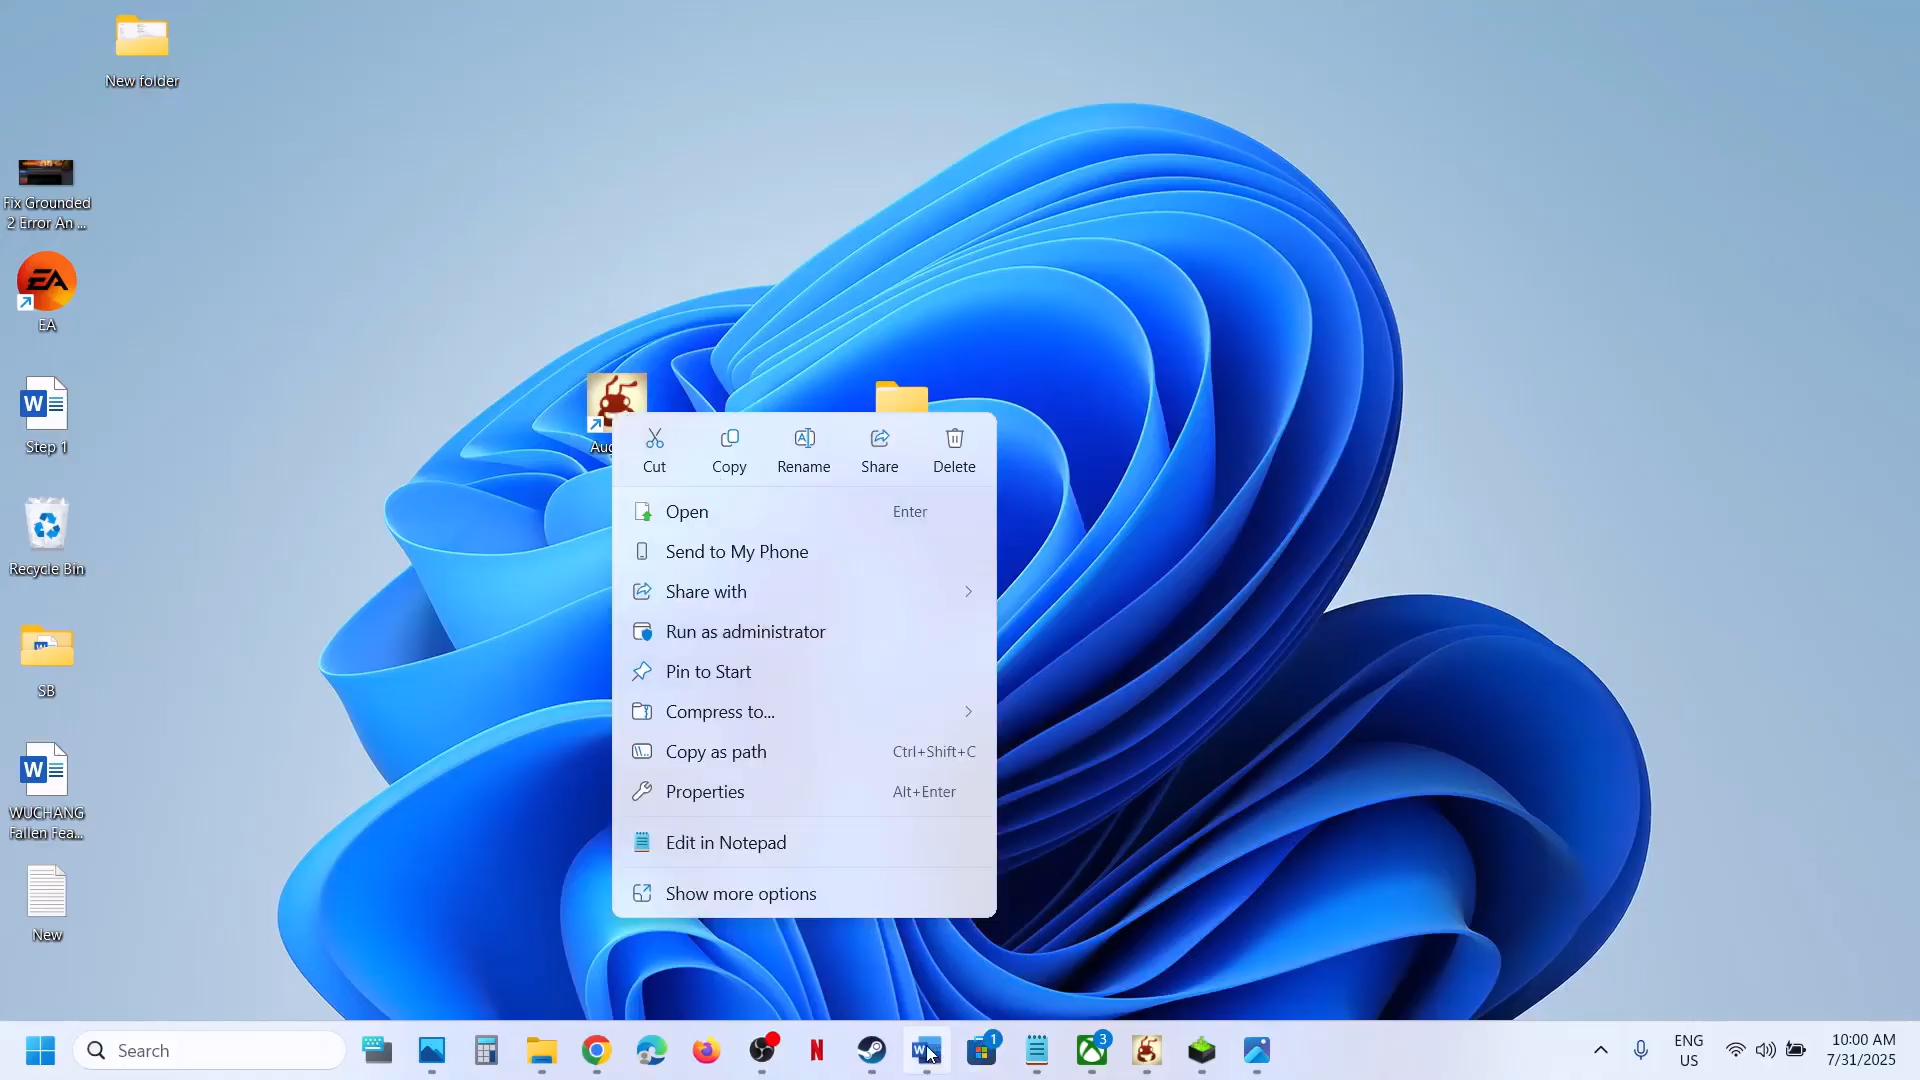 New folder
Fix Grounded
2 Error An ...
EA
EA
W
Step 1
Recycle Bin
SB
W
WUCHANG
Fallen Fea...
New
Cut
Copy
Rename
Share
Delete
Open Enter
Send to My Phone
Share with
Run as administrator
Pin to Start
Compress to...
Copy as path Ctrl+Shift+C
Properties Alt+Enter
Edit in Notepad
Show more options
Search
N
W
1
3
ENG
US
10:00 AM
7/31/2025